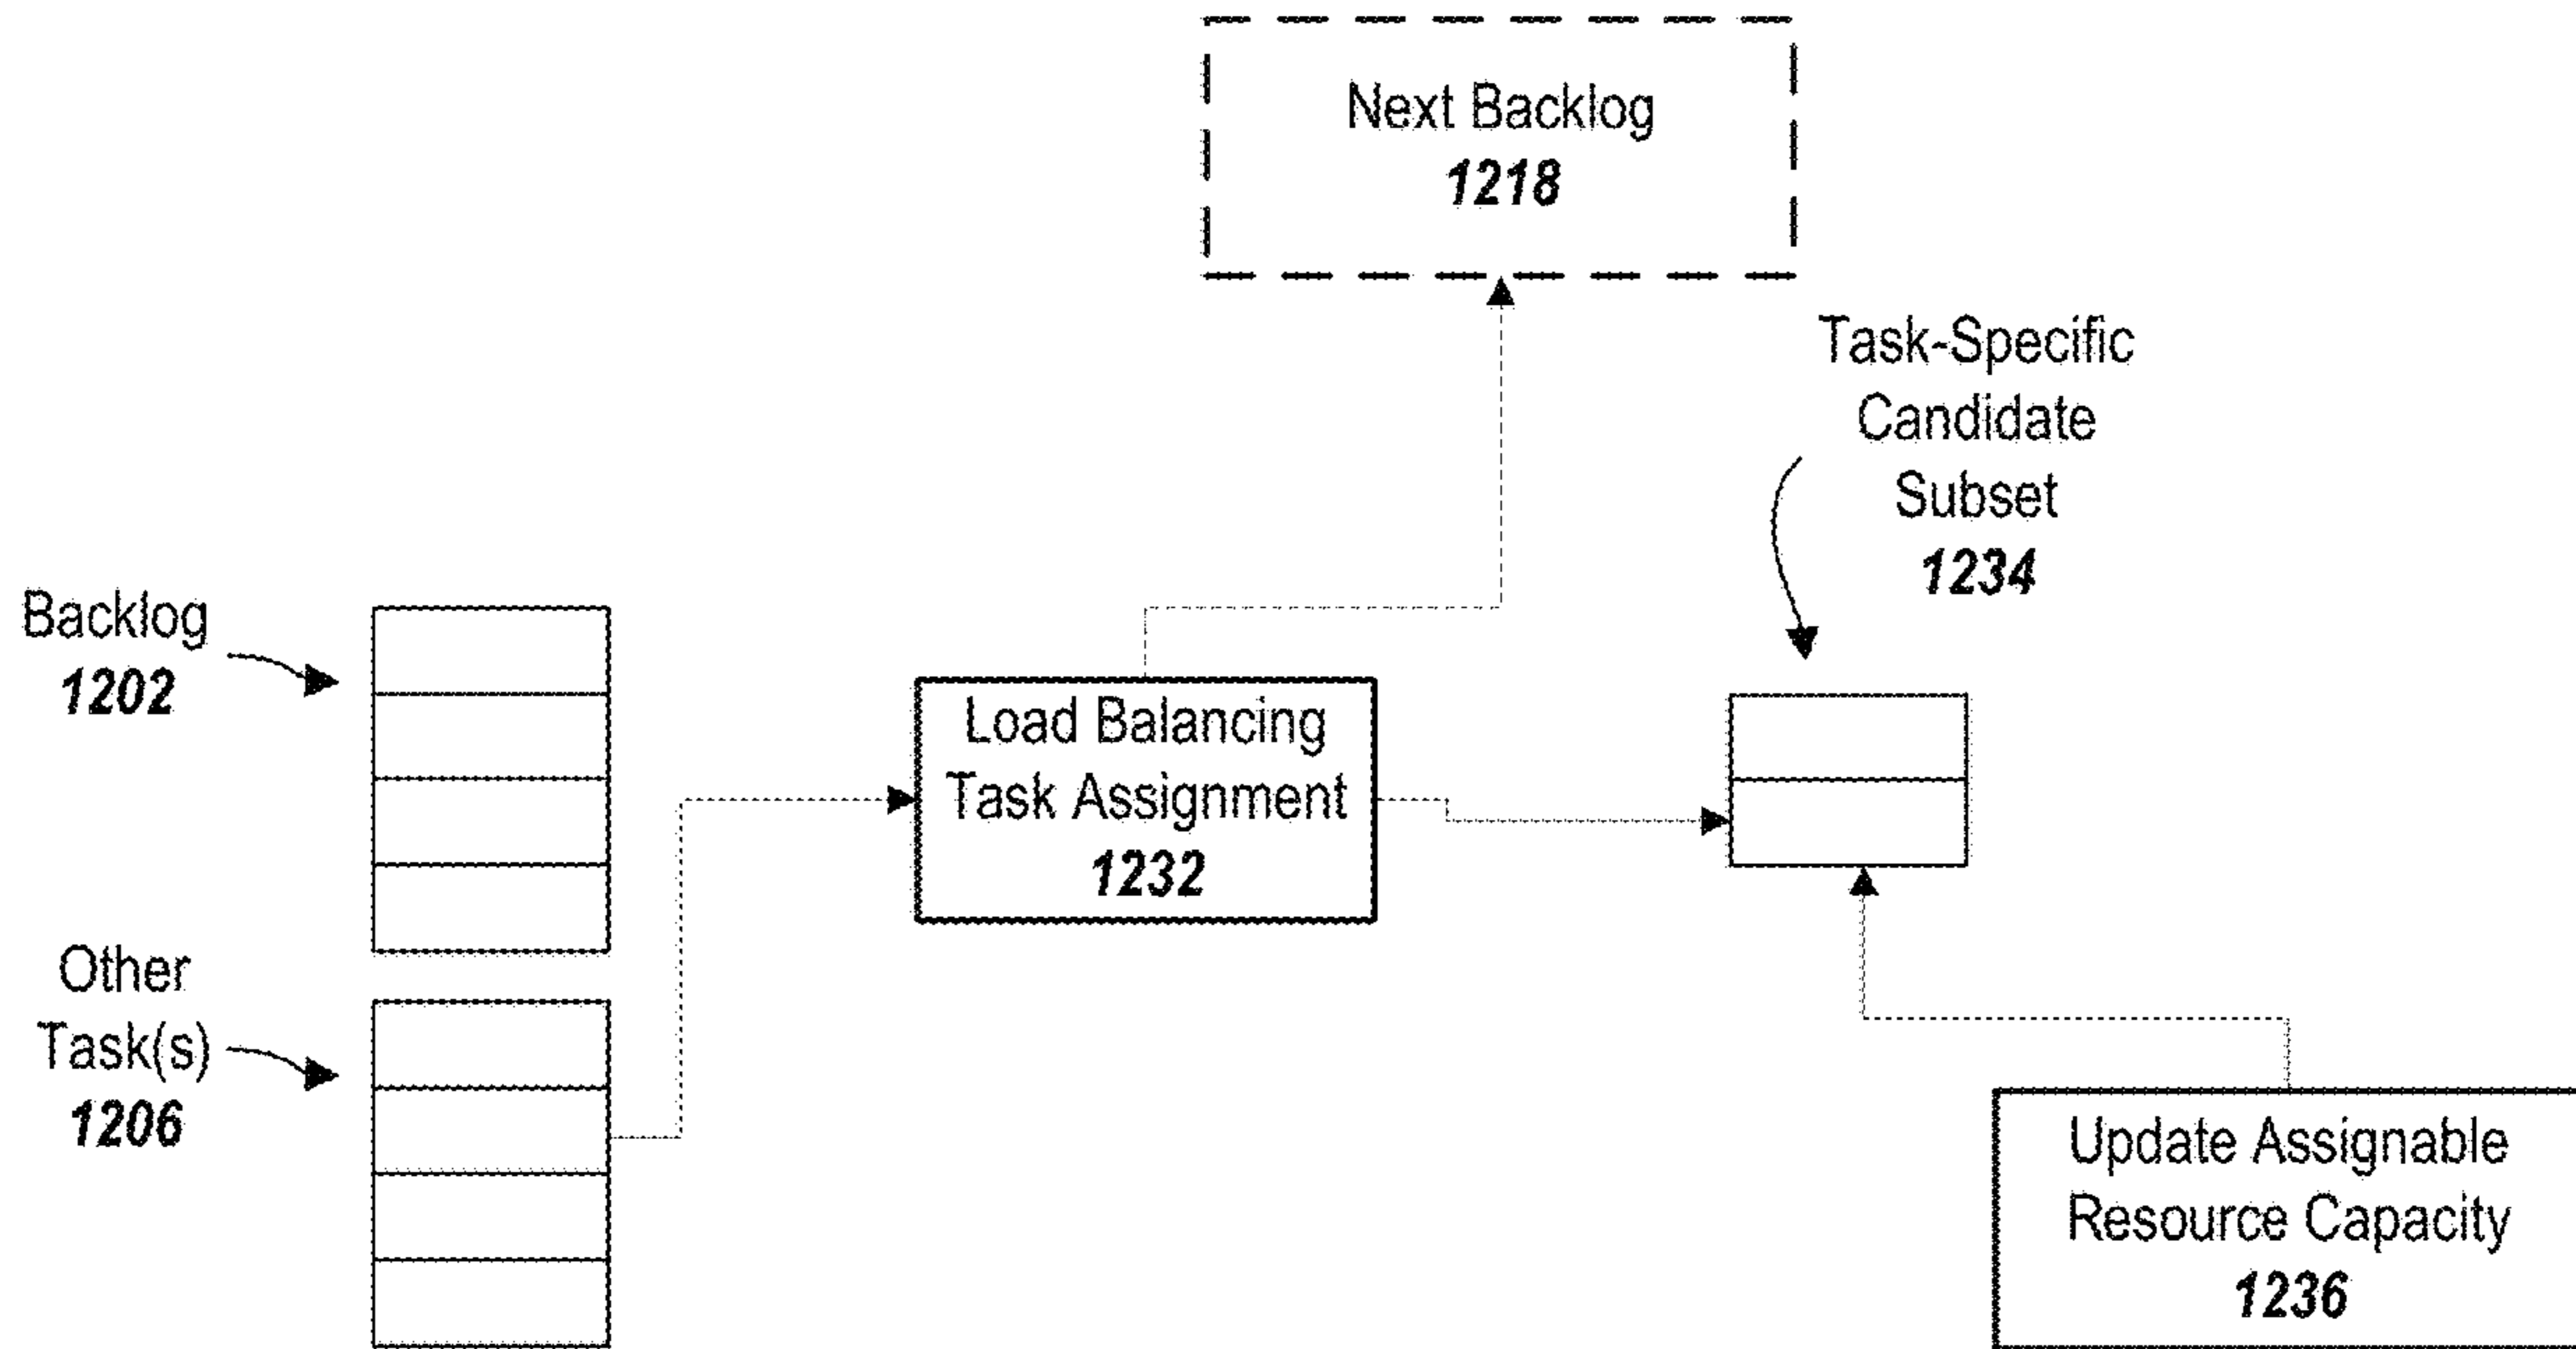 Next Backlog
1218
Task-Specific
Candidate
Subset
1234
Backlog
1202
Load Balancing
Task Assignment
1232
Other
Task(s)
1206
Update Assignable
Resource Capacity
1236